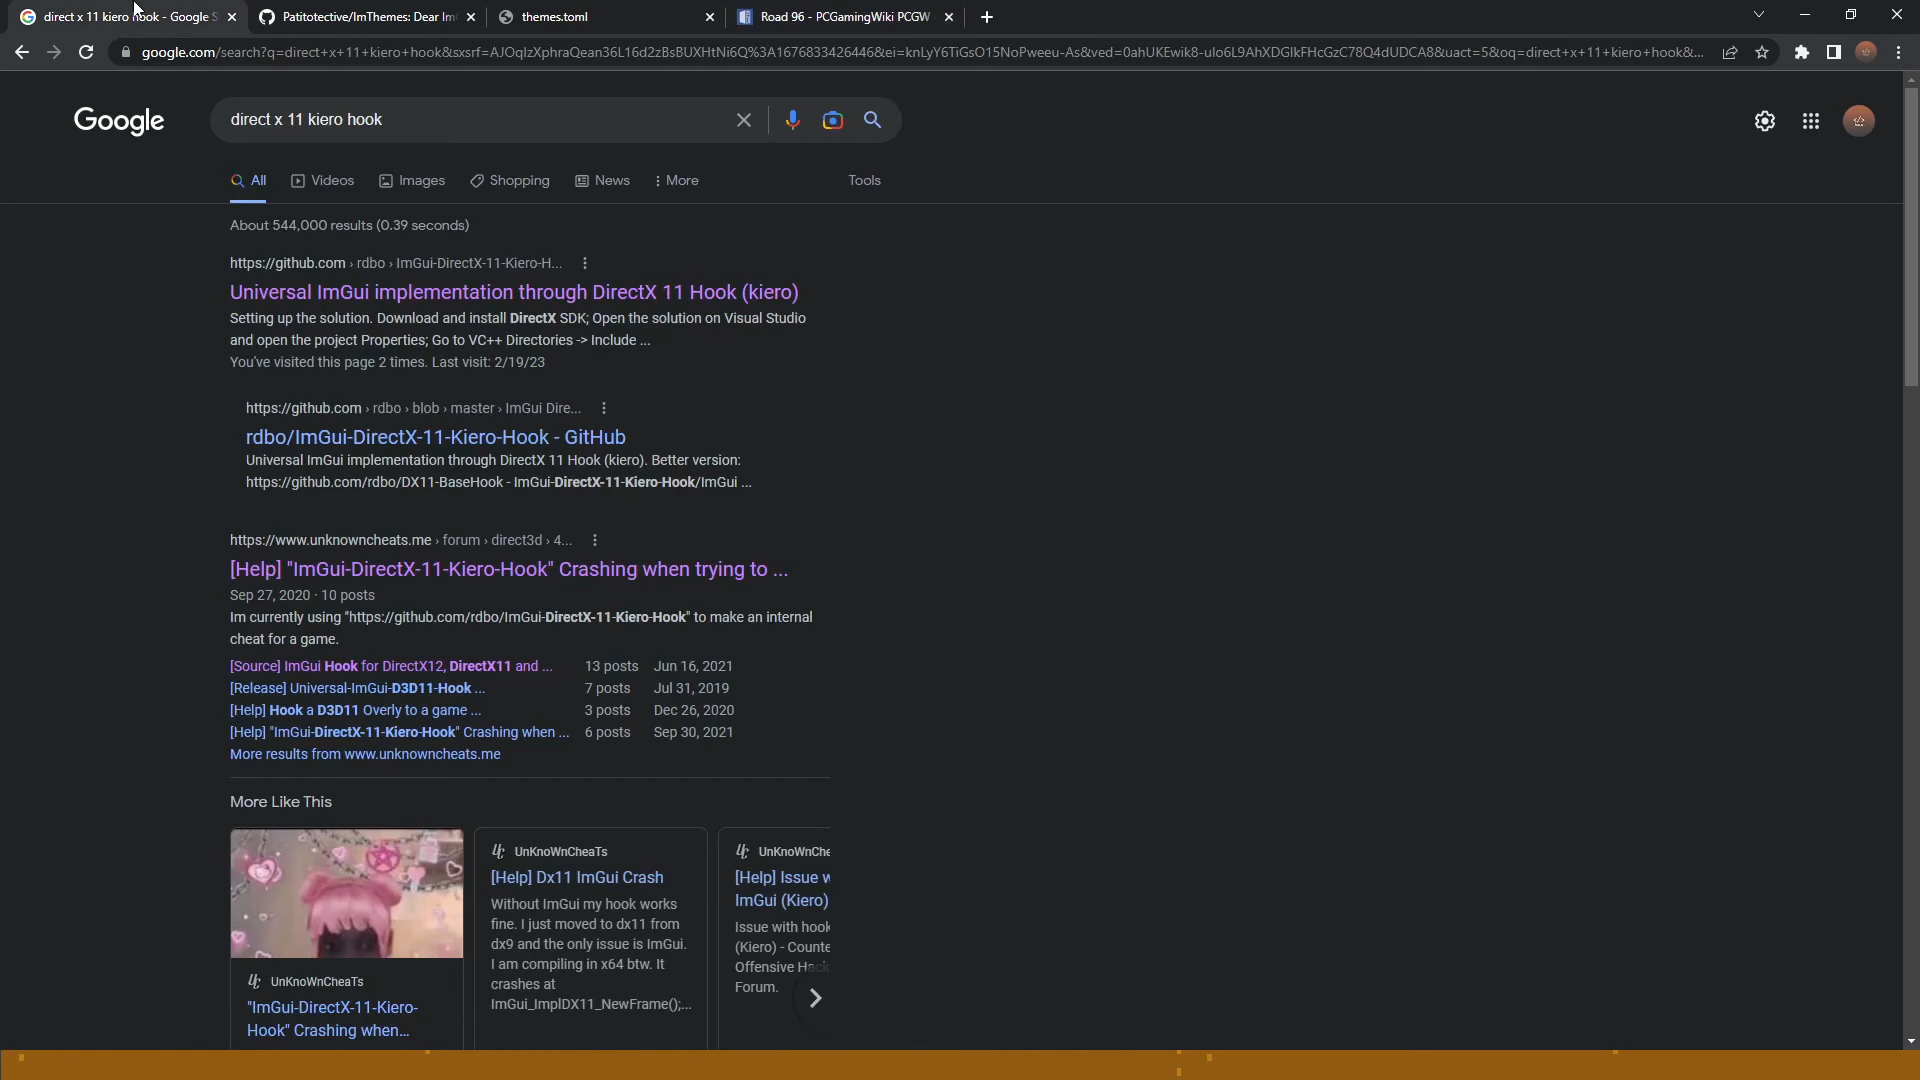 direct x 11 kiero hook - Google S
Patitotective/ImThemes: Dear Im
themes.toml
Road 96 - PCGamingWiki PCGW
google.com/search?q=direct+x+11+kiero+hook&sxsrf=AJOqlzXphraQean36L16d2zBsBUXHtNi6Q%3A1676833426446&ei=knLyY6TiGsO15NoPweeu-As&ved=0ahUKEwik8-ulo6L9AhXDGlkFHcGzC78Q4dUDCA8&uact=5&oq=direct+x+11+kiero+hook&...
Google
direct x 11 kiero hook
All
Videos
Images
Shopping
News
More
Tools
About 544,000 results (0.39 seconds)
https://github.com › rdbo › ImGui-DirectX-11-Kiero-H...
Universal ImGui implementation through DirectX 11 Hook (kiero)
Setting up the solution. Download and install DirectX SDK; Open the solution on Visual Studio
and open the project Properties; Go to VC++ Directories -> Include ...
You've visited this page 2 times. Last visit: 2/19/23
https://github.com › rdbo › blob › master › ImGui Dire...
rdbo/ImGui-DirectX-11-Kiero-Hook - GitHub
Universal ImGui implementation through DirectX 11 Hook (kiero). Better version:
https://github.com/rdbo/DX11-BaseHook - ImGui-DirectX-11-Kiero-Hook/ImGui ...
https://www.unknowncheats.me › forum › direct3d › 4...
[Help] "ImGui-DirectX-11-Kiero-Hook" Crashing when trying to ...
Sep 27, 2020 · 10 posts
Im currently using "https://github.com/rdbo/ImGui-DirectX-11-Kiero-Hook" to make an internal
cheat for a game.
[Source] ImGui Hook for DirectX12, DirectX11 and ... 13 posts Jun 16, 2021
[Release] Universal-ImGui-D3D11-Hook ... 7 posts Jul 31, 2019
[Help] Hook a D3D11 Overly to a game ... 3 posts Dec 26, 2020
[Help] "ImGui-DirectX-11-Kiero-Hook" Crashing when ... 6 posts Sep 30, 2021
More results from www.unknowncheats.me
More Like This
UnKnoWnCheaTs
"ImGui-DirectX-11-Kiero-
Hook" Crashing when...
UnKnoWnCheaTs
[Help] Dx11 ImGui Crash
Without ImGui my hook works
fine. I just moved to dx11 from
dx9 and the only issue is ImGui.
I am compiling in x64 btw. It
crashes at
ImGui_ImplDX11_NewFrame();...
UnKnoWnChe
[Help] Issue w
ImGui (Kiero)
Issue with hook
(Kiero) - Counte
Offensive Hack
Forum.